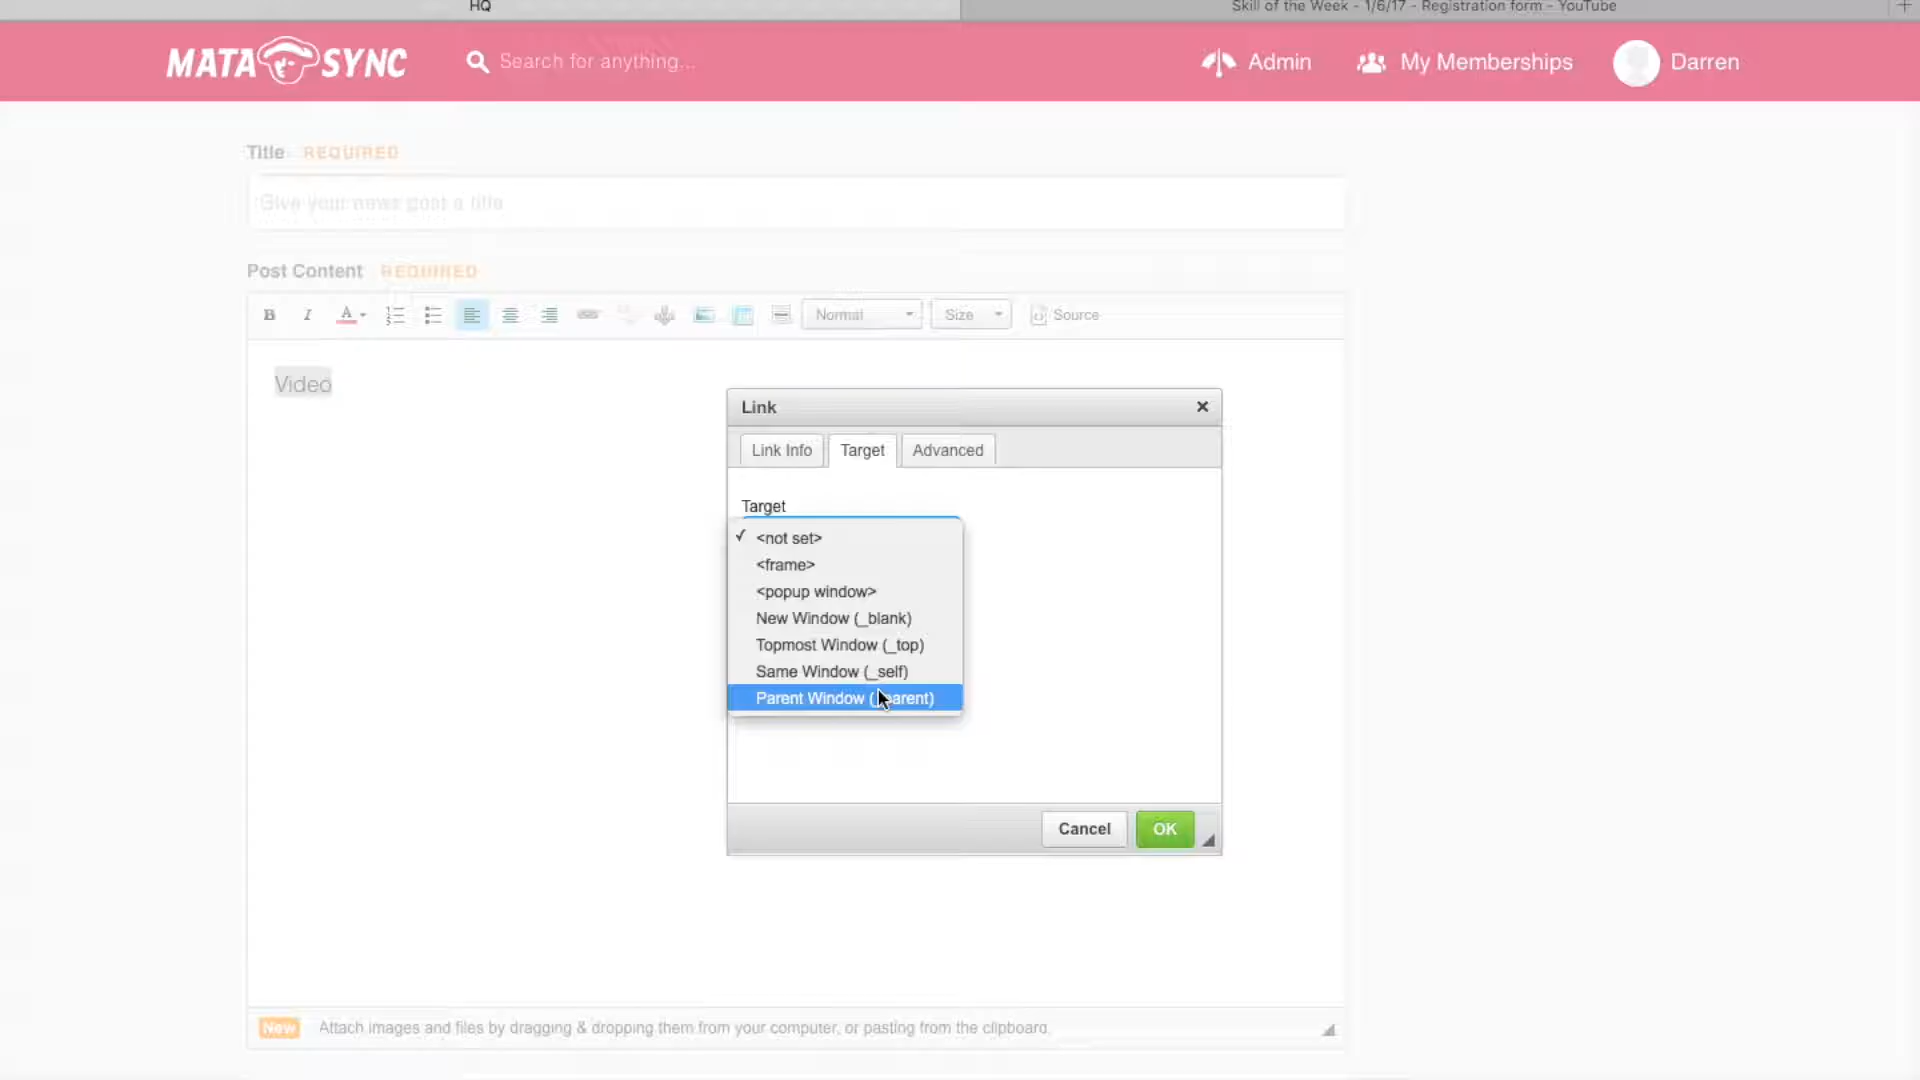 HQ
Skill of the Week - 1/6/17 - Registration form - YouTube
MATA SYNC
Search for anything...
Admin
My Memberships
Darren
Title REQUIRED
Give your news post a title
Post Content REQUIRED
B I A Normal Size Source
Video
Link
Link Info Target Advanced
Target
✓ <not set>
<frame>
<popup window>
New Window (_blank)
Topmost Window (_top)
Same Window (_self)
Parent Window (_parent)
Cancel OK
New Attach images and files by dragging & dropping them from your computer, or pasting from the clipboard.